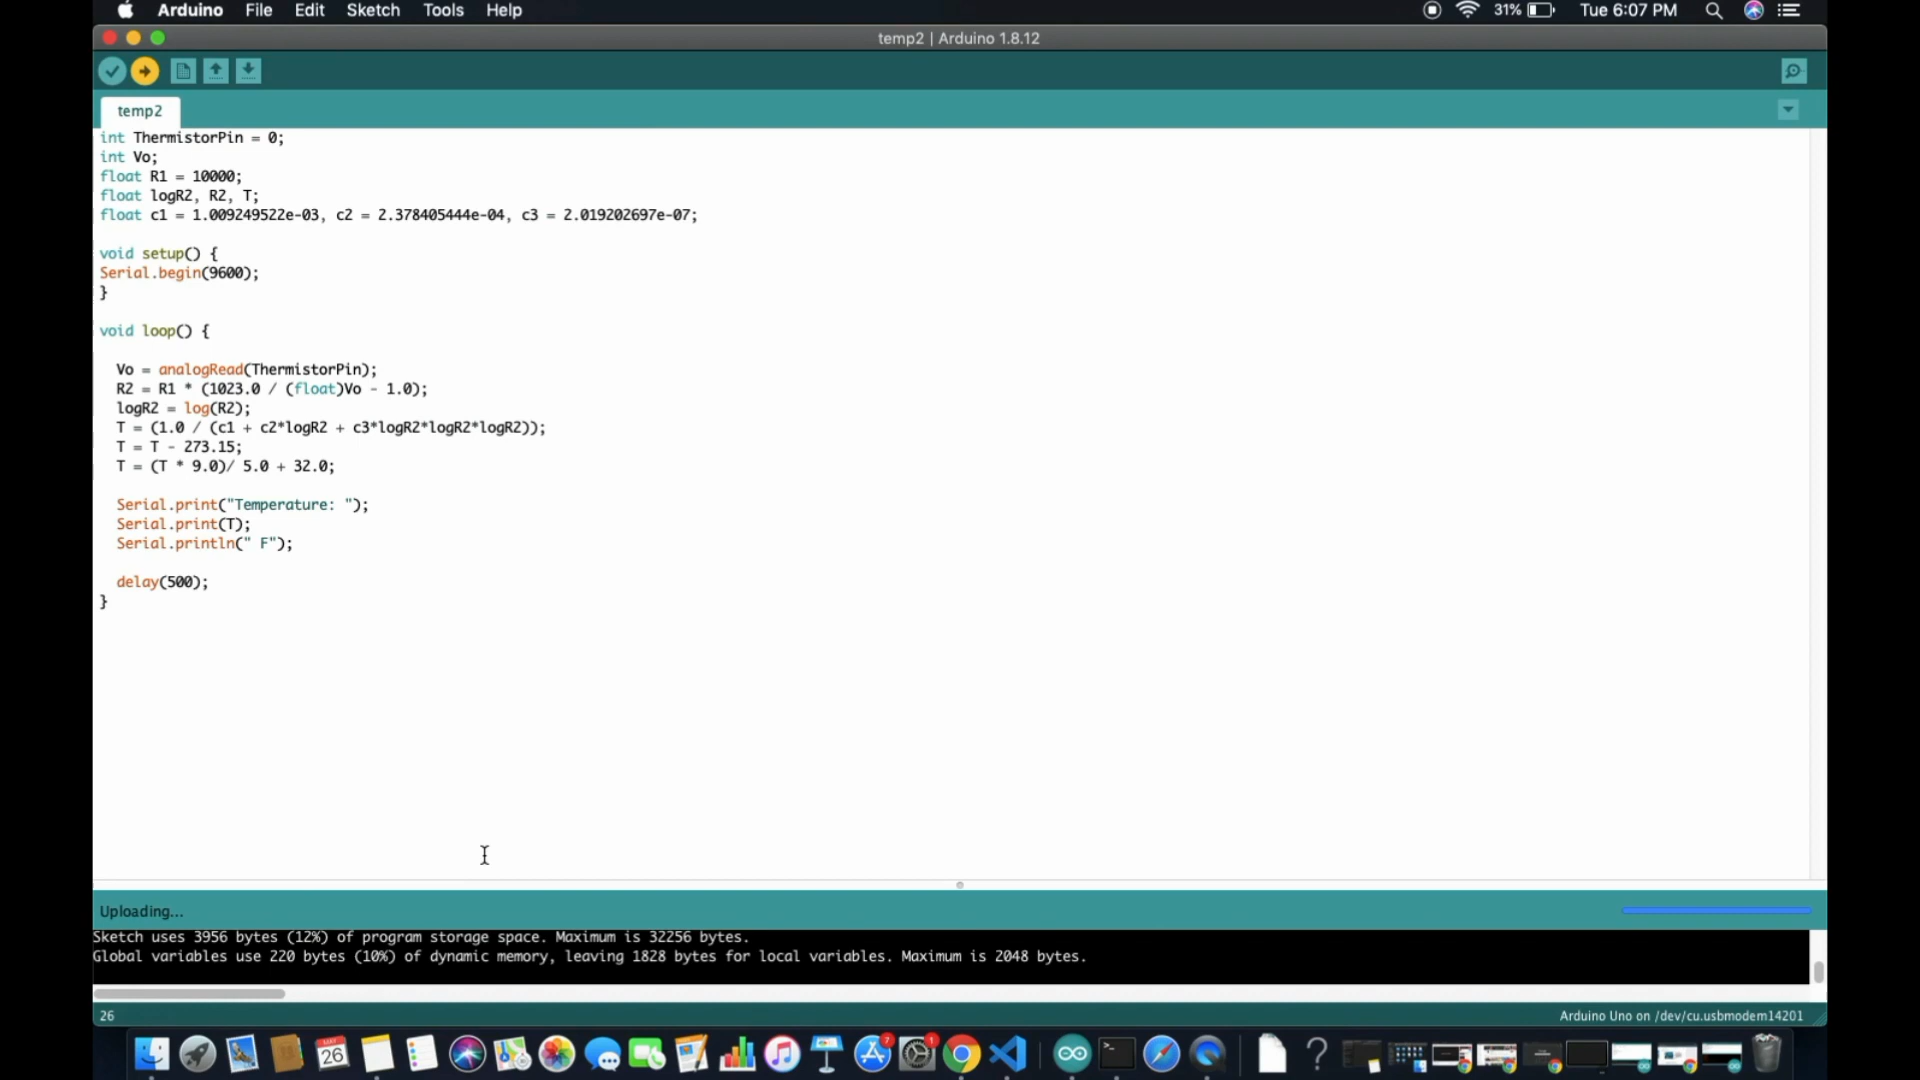 Arduino File Edit Sketch Tools Help 31% Tue 6:07 PM
temp2 | Arduino 1.8.12
temp2
int ThermistorPin = 0;
int Vo;
float R1 = 10000;
float logR2, R2, T;
float c1 = 1.009249522e-03, c2 = 2.378405444e-04, c3 = 2.019202697e-07;
void setup() {
Serial.begin(9600);
}
void loop() {
Vo = analogRead(ThermistorPin);
R2 = R1 * (1023.0 / (float)Vo - 1.0);
logR2 = log(R2);
T = (1.0 / (c1 + c2*logR2 + c3*logR2*logR2*logR2));
T = T - 273.15;
T = (T * 9.0)/ 5.0 + 32.0;
Serial.print("Temperature: ");
Serial.print(T);
Serial.println(" F");
delay(500);
}
Uploading...
Sketch uses 3956 bytes (12%) of program storage space. Maximum is 32256 bytes.
Global variables use 220 bytes (10%) of dynamic memory, leaving 1828 bytes for local variables. Maximum is 2048 bytes.
26 Arduino Uno on /dev/cu.usbmodem14201
26 7 1